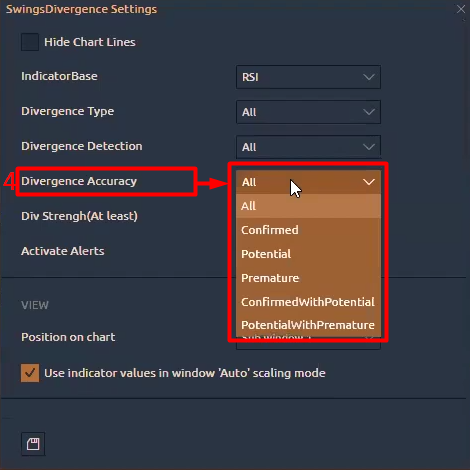 SwingsDivergence Settings
Hide Chart Lines
IndicatorBase RSI
Divergence Type All
Divergence Detection All
4 Divergence Accuracy All
All
Div Strengh(At least)
Confirmed
Activate Alerts
Potential
Premature
VIEW
ConfirmedWithPotential
PotentialWithPremature
Position on chart
Use indicator values in window 'Auto' scaling mode